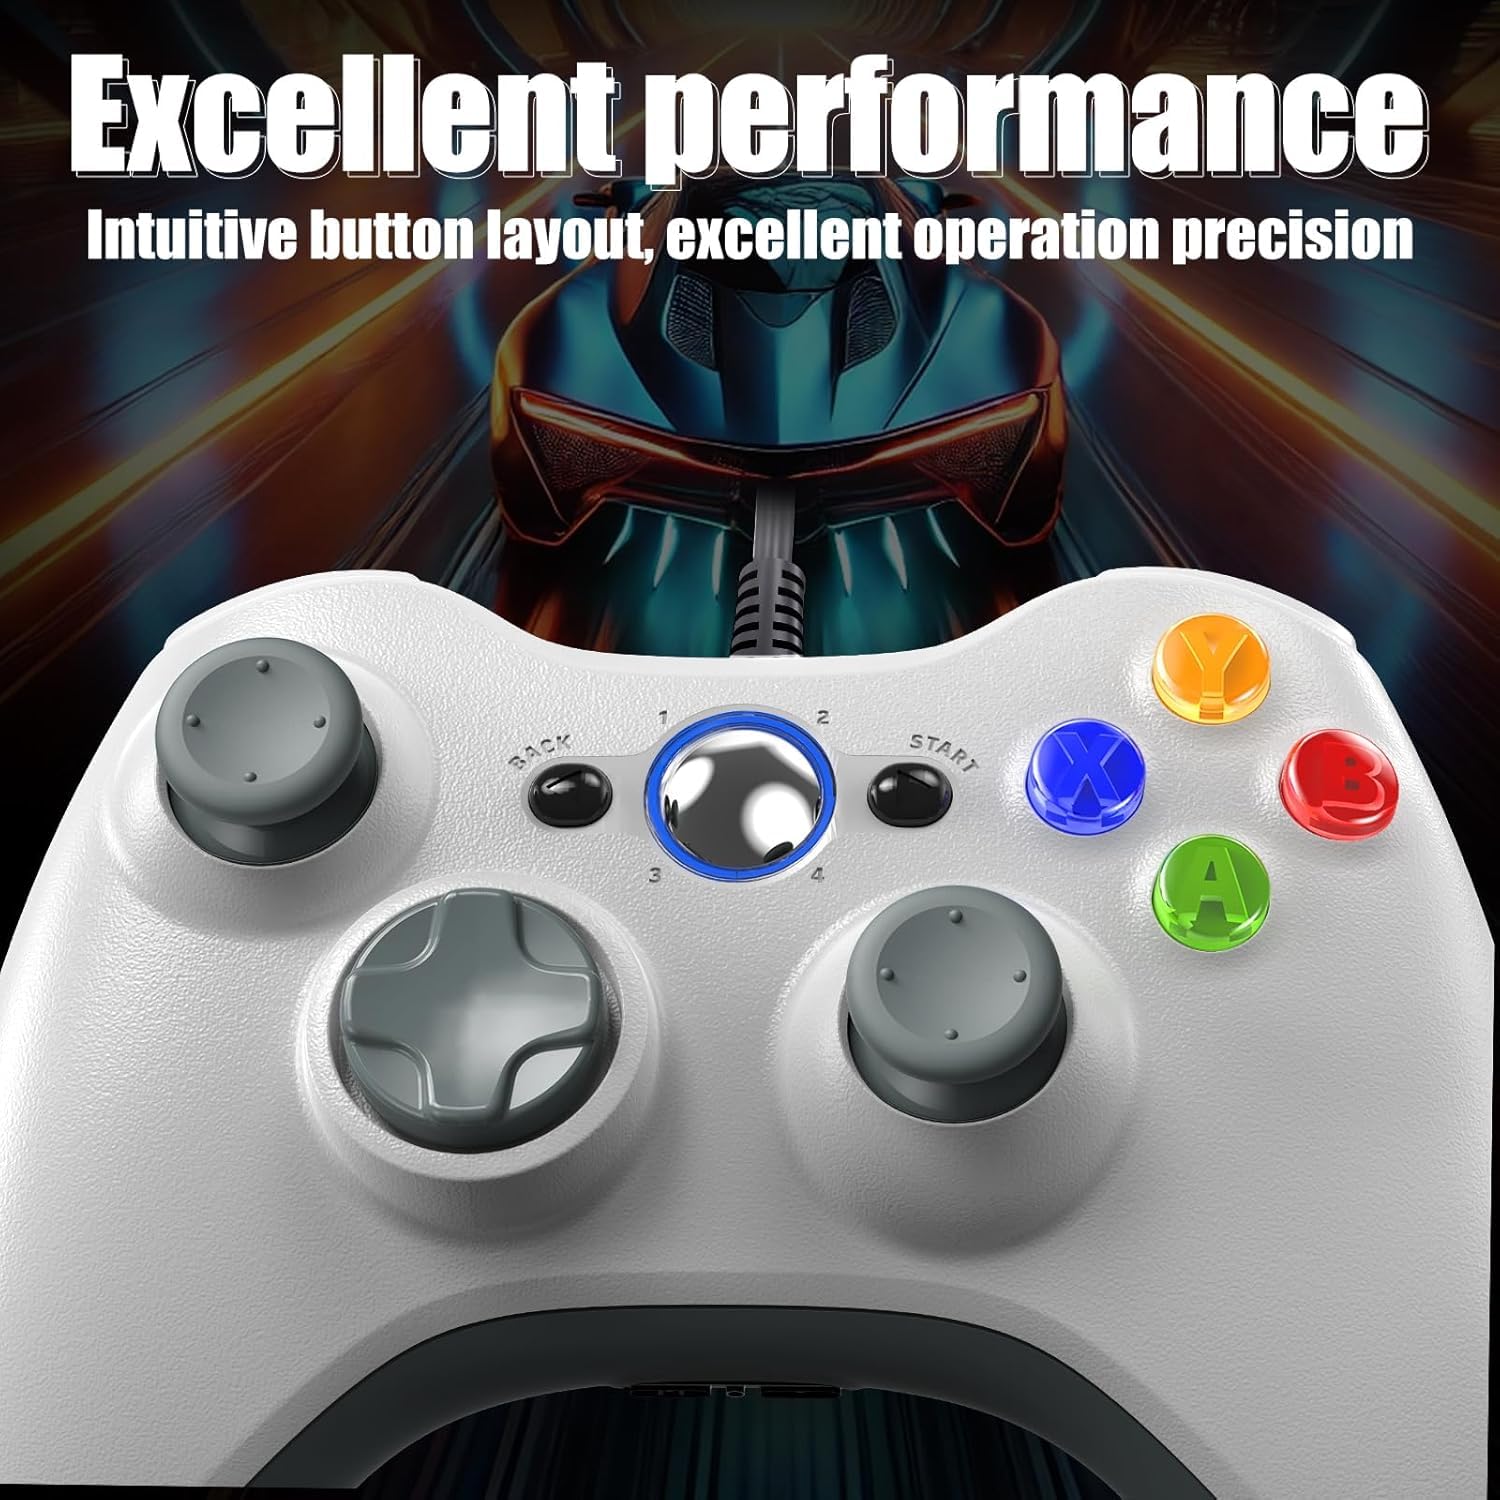 Excellent performance
Intuitive button layout, excellent operation precision
1 2
BACK START
3 4
Y
X B
A